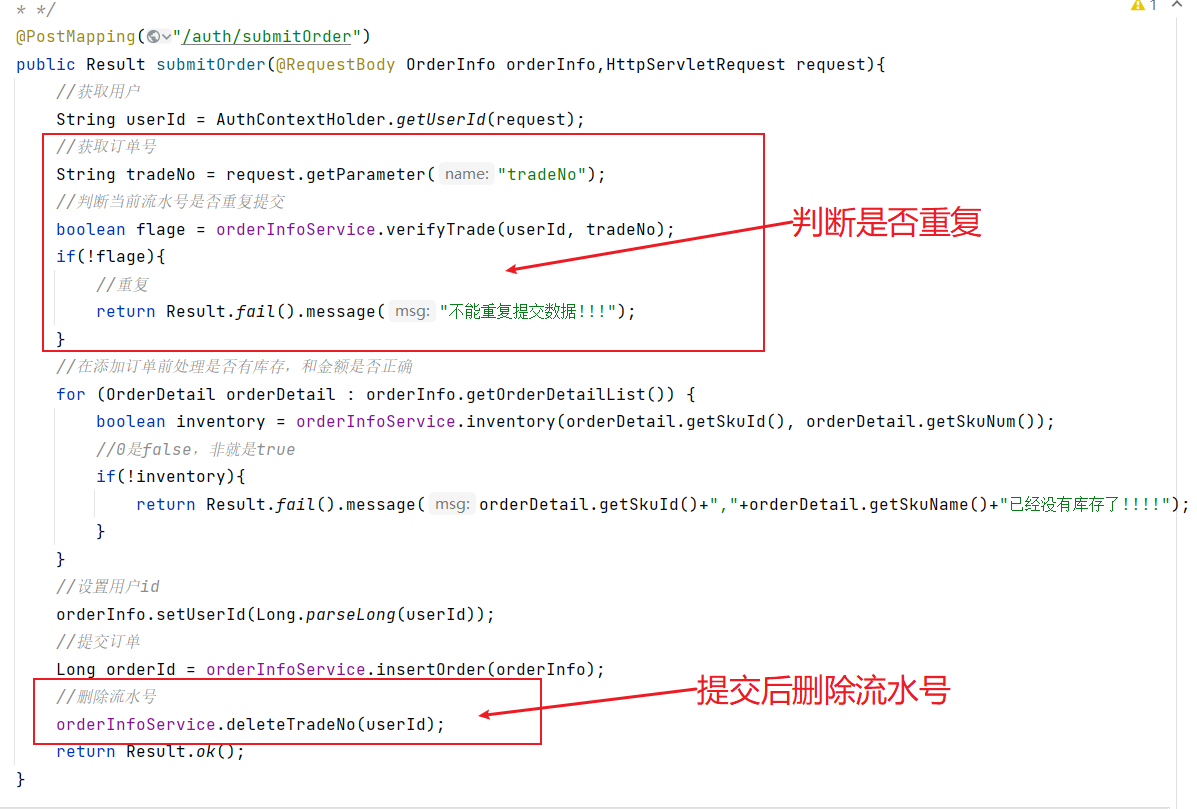 * */
1
@PostMapping("/auth/submitOrder")
public Result submitOrder(@RequestBody OrderInfo orderInfo,HttpServletRequest request){
//获取用户
String userId = AuthContextHolder.getUserId(request);
//获取订单号
String tradeNo = request.getParameter( name: "tradeNo");
//判断当前流水号是否重复提交
boolean flage = orderInfoService.verifyTrade(userId, tradeNo);
判断是否重复
if(!flage){
//重复
return Result.fail().message( msg: "不能重复提交数据!!!");
}
//在添加订单前处理是否有库存，和金额是否正确
for (OrderDetail orderDetail : orderInfo.getOrderDetailList()) {
boolean inventory = orderInfoService.inventory(orderDetail.getSkuId(), orderDetail.getSkuNum());
//0是false，非就是true
if(!inventory){
return Result.fail().message( msg: orderDetail.getSkuId()+","+orderDetail.getSkuName()+"已经没有库存了!!!!");
}
}
//设置用户id
orderInfo.setUserId(Long.parseLong(userId));
//提交订单
Long orderId = orderInfoService.insertOrder(orderInfo);
//删除流水号
提交后删除流水号
orderInfoService.deleteTradeNo(userId);
return Result.ok();
}